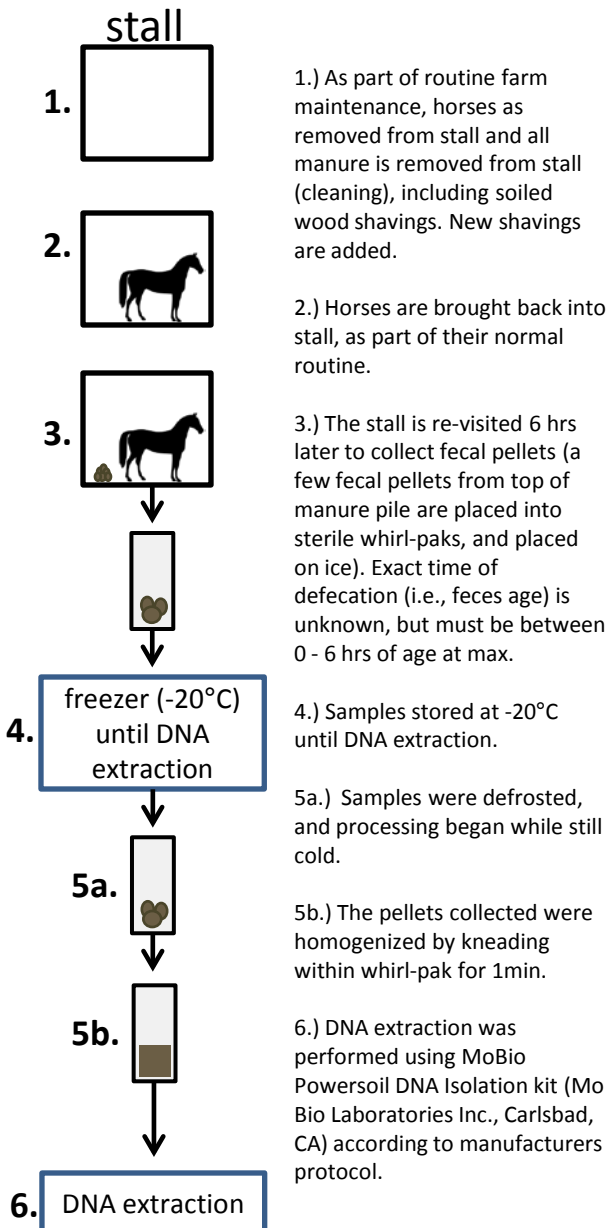 stall
1.
2.
3.
4.
freezer (-20°C)
until DNA
extraction
5a.
5b.
6.
DNA extraction
1.) As part of routine farm
maintenance, horses as
removed from stall and all
manure is removed from stall
(cleaning), including soiled
wood shavings. New shavings
are added.
2.) Horses are brought back into
stall, as part of their normal
routine.
3.) The stall is re-visited 6 hrs
later to collect fecal pellets (a
few fecal pellets from top of
manure pile are placed into
sterile whirl-paks, and placed
on ice). Exact time of
defecation (i.e., feces age) is
unknown, but must be between
0 - 6 hrs of age at max.
4.) Samples stored at -20°C
until DNA extraction.
5a.) Samples were defrosted,
and processing began while still
cold.
5b.) The pellets collected were
homogenized by kneading
within whirl-pak for 1min.
6.) DNA extraction was
performed using MoBio
Powersoil DNA Isolation kit (Mo
Bio Laboratories Inc., Carlsbad,
CA) according to manufacturers
protocol.